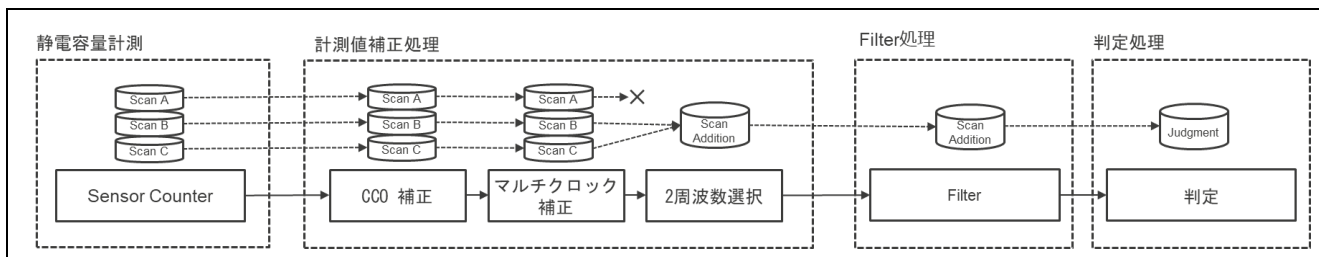 静電容量計測
計測値補正処理
Filter処理
判定処理
Scan A
Scan B
Scan C
Scan A
Scan B
Scan C
Scan A
Scan B
Scan C
Scan
Addition
Scan
Addition
Judgment
Sensor Counter
CCO 補正
マルチクロック
補正
2周波数選択
Filter
判定